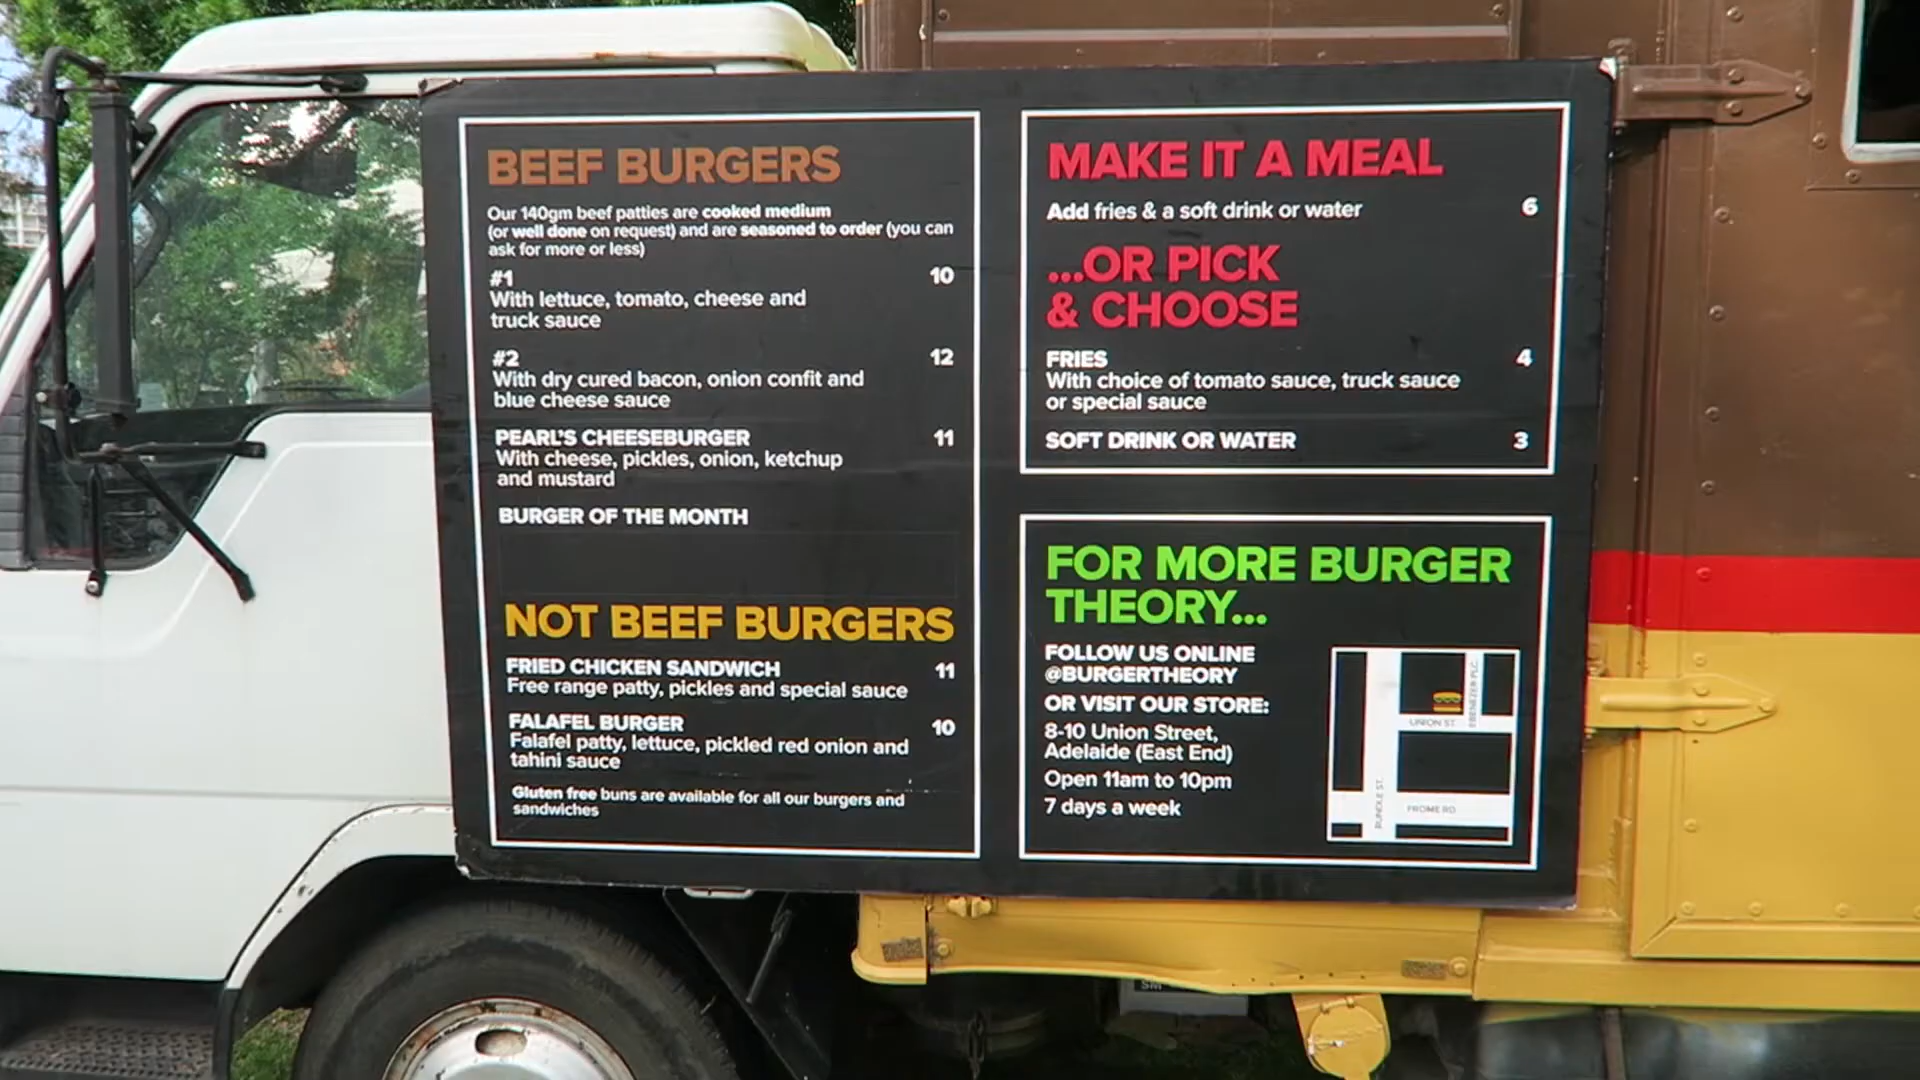 BEEF BURGERS
Our 140gm beef patties are cooked medium
(or well done on request) and are seasoned to order (you can
ask for more or less)
#1 10
With lettuce, tomato, cheese and
truck sauce
#2 12
With dry cured bacon, onion confit and
blue cheese sauce
PEARL'S CHEESEBURGER 11
With cheese, pickles, onion, ketchup
and mustard
BURGER OF THE MONTH
NOT BEEF BURGERS
FRIED CHICKEN SANDWICH 11
Free range patty, pickles and special sauce
FALAFEL BURGER 10
Falafel patty, lettuce, pickled red onion and
tahini sauce
Gluten free buns are available for all our burgers and
sandwiches
MAKE IT A MEAL
Add fries & a soft drink or water 6
...OR PICK
& CHOOSE
FRIES 4
With choice of tomato sauce, truck sauce
or special sauce
SOFT DRINK OR WATER 3
FOR MORE BURGER
THEORY...
FOLLOW US ONLINE
@BURGERTHEORY
OR VISIT OUR STORE:
8-10 Union Street,
Adelaide (East End)
Open 11am to 10pm
7 days a week
EBENEZER PLC.
UNION ST.
RUNDLE ST.
FROME RD.
SM